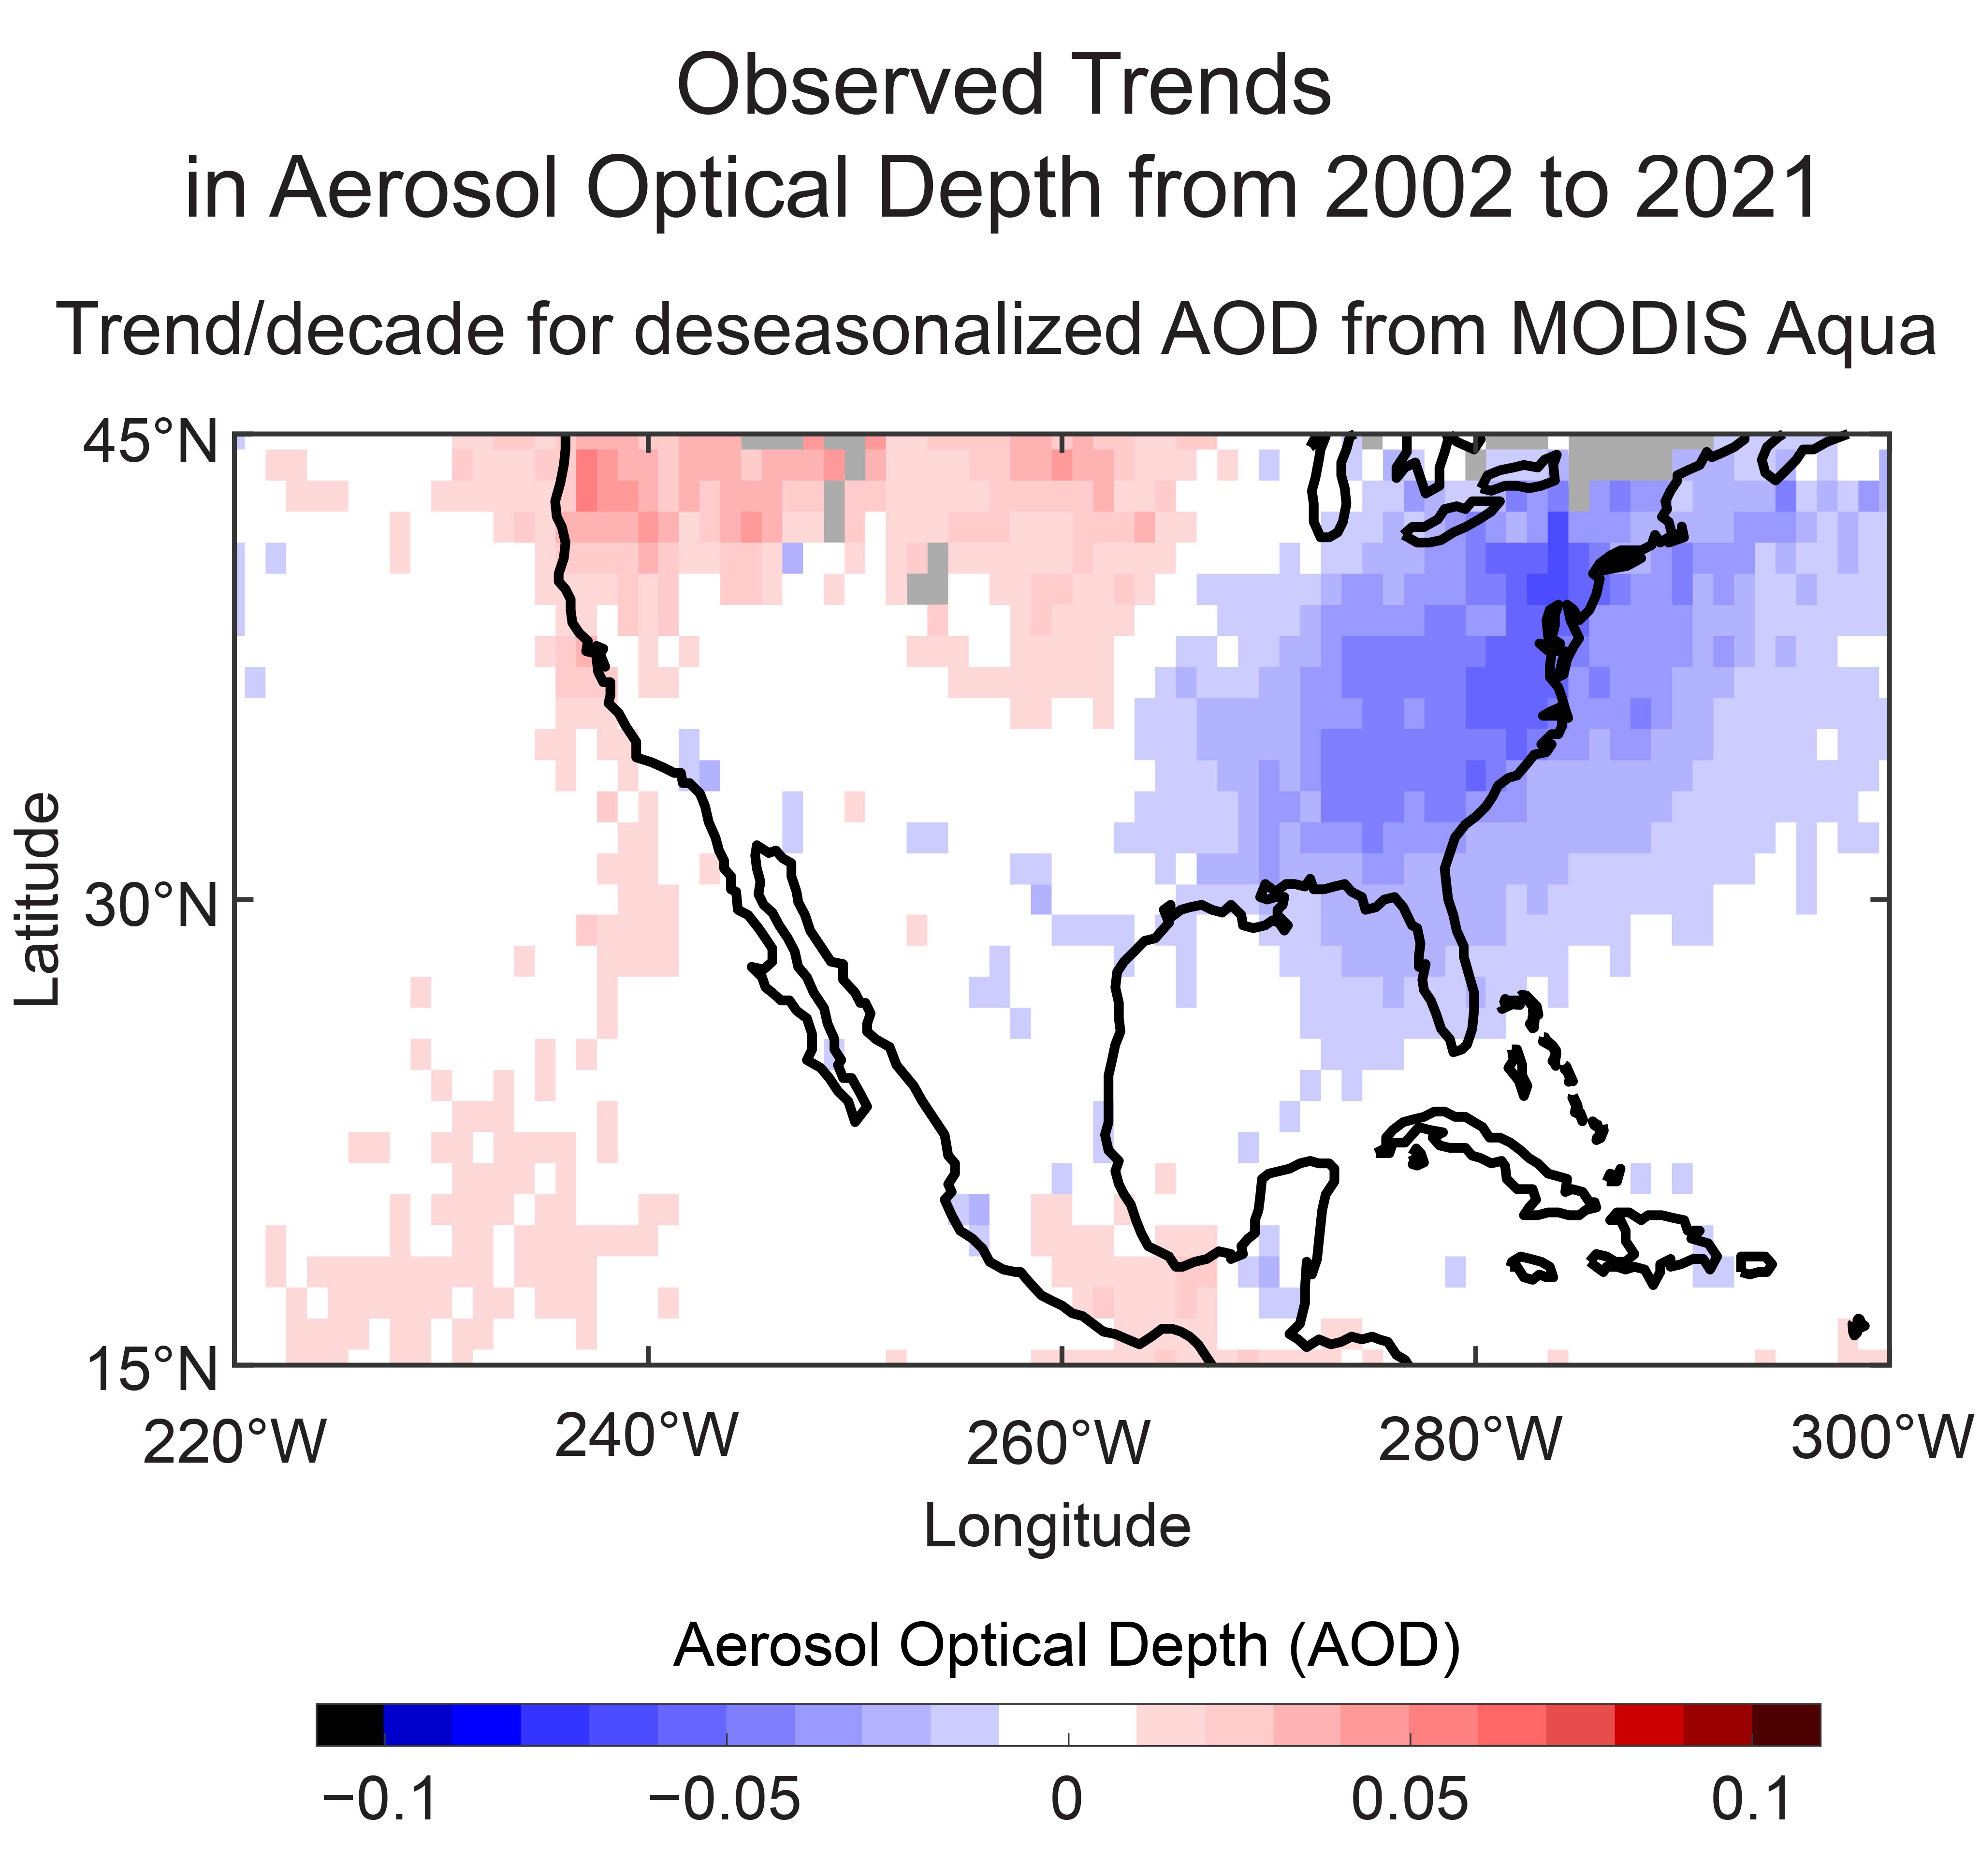 Observed Trends
in Aerosol Optical Depth from 2002 to 2021
Trend/decade for deseasonalized AOD from MODIS Aqua
45°N
30°N
15°N
Latitude
220°W 240°W 260°W 280°W 300°W
Longitude
Aerosol Optical Depth (AOD)
−0.1 −0.05 0 0.05 0.1